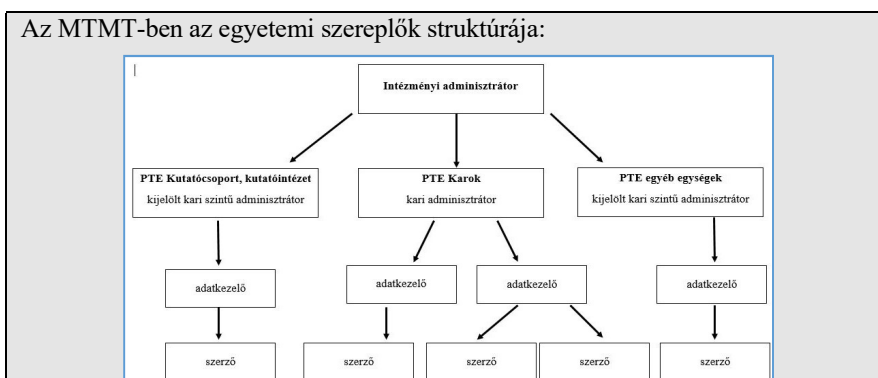 Az MTMT-ben az egyetemi szereplők struktúrája:
Intézményi adminisztrátor
PTE Kutatócsoport, kutatóintézet
kijelölt kari szintű adminisztrátor
PTE Karok
kari adminisztrátor
PTE egyéb egységek
kijelölt kari szintű adminisztrátor
adatkezelő
adatkezelő
adatkezelő
adatkezelő
szerző
szerző
szerző
szerző
szerző